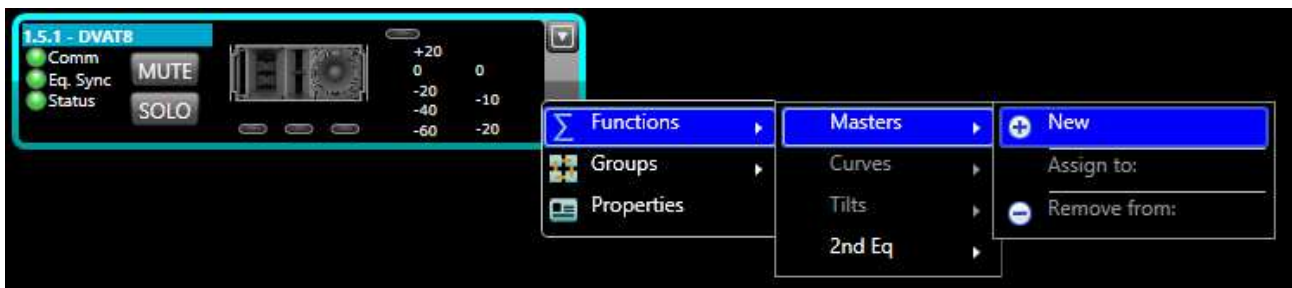 1.5.1 - DVAT8
Comm
Eq. Sync
Status
MUTE
SOLO
+20
0 0
-20 -10
-40
-60 -20
Functions Masters New
Groups Curves Assign to:
Properties Tilts Remove from:
2nd Eq